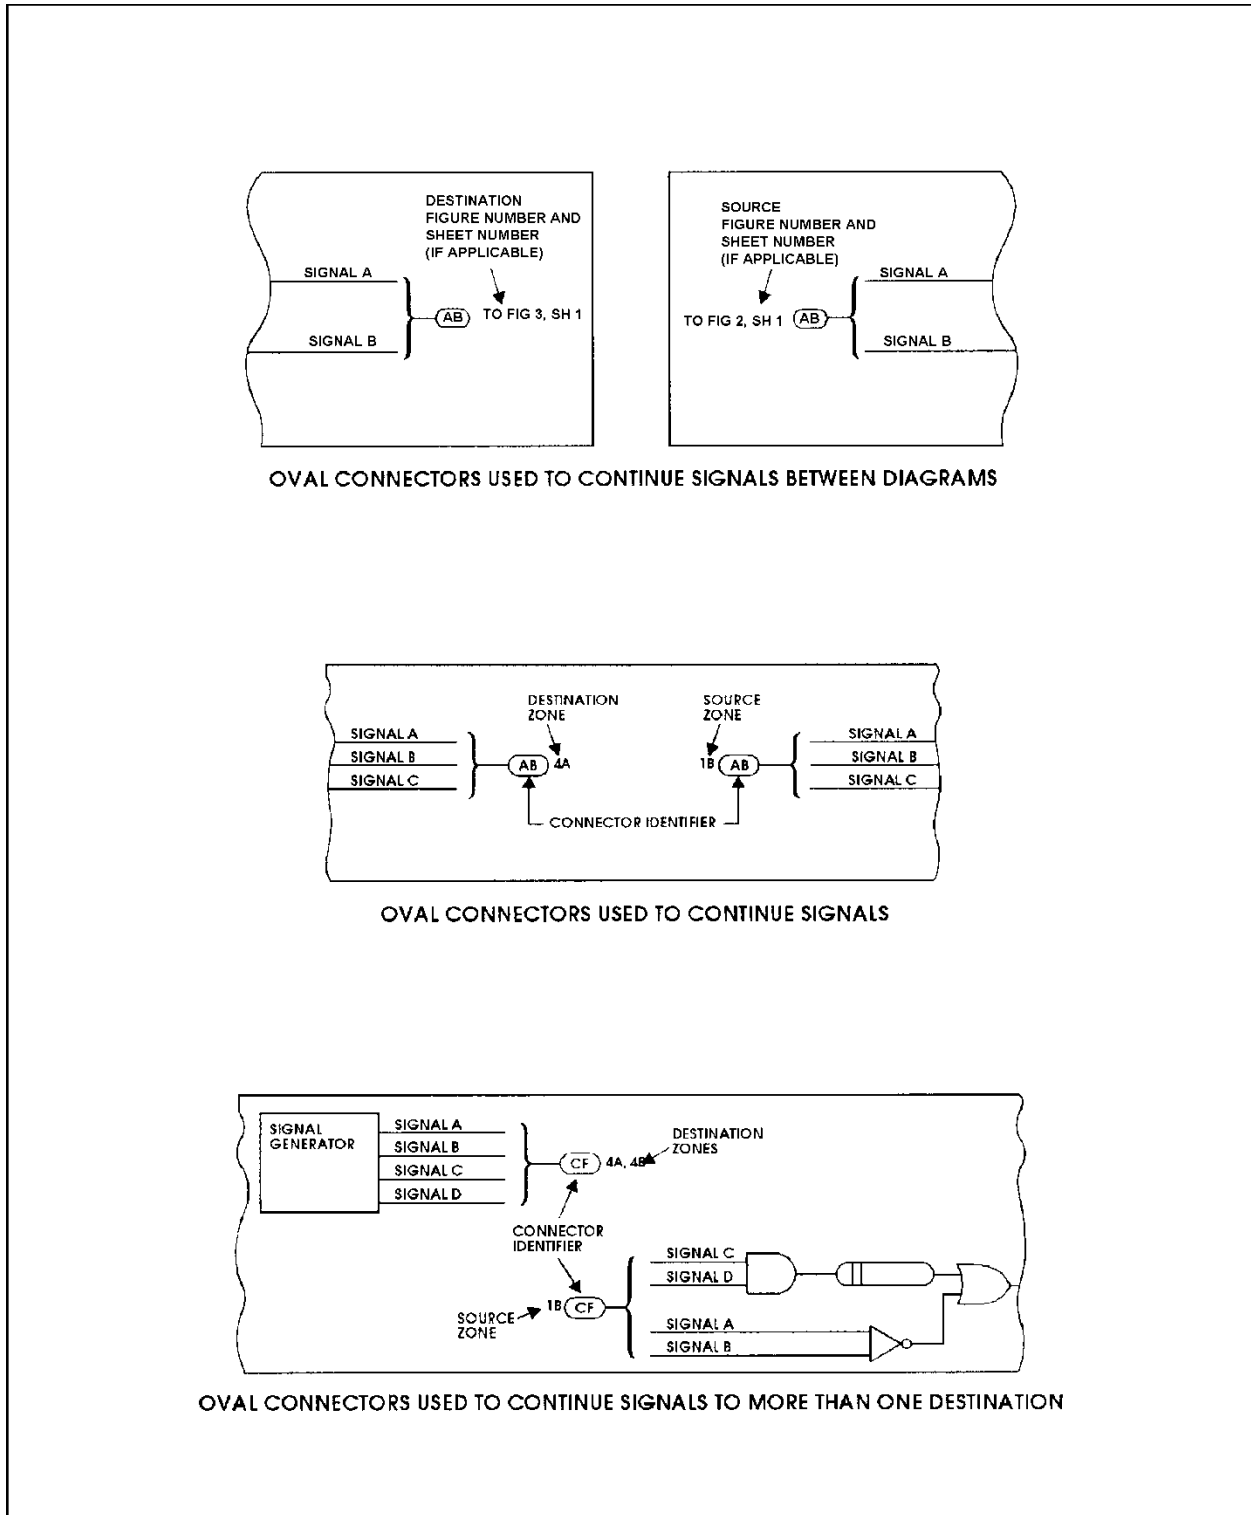 DESTINATION
FIGURE NUMBER AND
SHEET NUMBER
(IF APPLICABLE)
SIGNAL A
AB
TO FIG 3, SH 1
SIGNAL B
SOURCE
FIGURE NUMBER AND
SHEET NUMBER
(IF APPLICABLE)
SIGNAL A
TO FIG 2, SH 1
AB
SIGNAL B
OVAL CONNECTORS USED TO CONTINUE SIGNALS BETWEEN DIAGRAMS
DESTINATION
ZONE
SIGNAL A
SIGNAL B
SIGNAL C
AB
4A
SOURCE
ZONE
1B
AB
SIGNAL A
SIGNAL B
SIGNAL C
CONNECTOR IDENTIFIER
OVAL CONNECTORS USED TO CONTINUE SIGNALS
SIGNAL
GENERATOR
SIGNAL A
SIGNAL B
SIGNAL C
SIGNAL D
CF
4A, 4B
DESTINATION
ZONES
CONNECTOR
IDENTIFIER
SOURCE
ZONE
1B
CF
SIGNAL C
SIGNAL D
SIGNAL A
SIGNAL B
OVAL CONNECTORS USED TO CONTINUE SIGNALS TO MORE THAN ONE DESTINATION